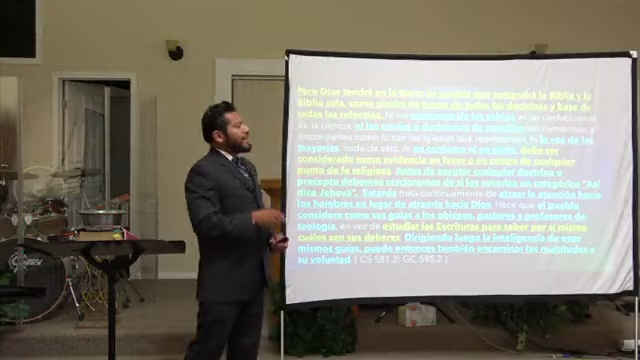 Pero Dios tendrá en la tierra un pueblo que sostendrá la Biblia y la
Biblia sola, como piedra de toque de todas las doctrinas y base de
todas las reformas. Ni las opiniones de los sabios, ni las deducciones
de la ciencia, ni los credos o decisiones de concilios tan numerosos y
discordantes como lo son las iglesias que representan, ni la voz de las
mayorías, nada de esto, ni en conjunto ni en parte, debe ser
considerado como evidencia en favor o en contra de cualquier
punto de fe religiosa. Antes de aceptar cualquier doctrina o
precepto debemos cerciorarnos de si los autoriza un categórico "Así
dice Jehová". Satanás trata continuamente de atraer la atención hacia
los hombres en lugar de atraerla hacia Dios. Hace que el pueblo
considere como sus guías a los obispos, pastores y profesores de
teología, en vez de estudiar las Escrituras para saber por sí mismo
cuáles son sus deberes. Dirigiendo luego la inteligencia de esos
mismos guías, puede entonces también encaminar las multitudes a
su voluntad. { CS 581.2; GC 595.2 }